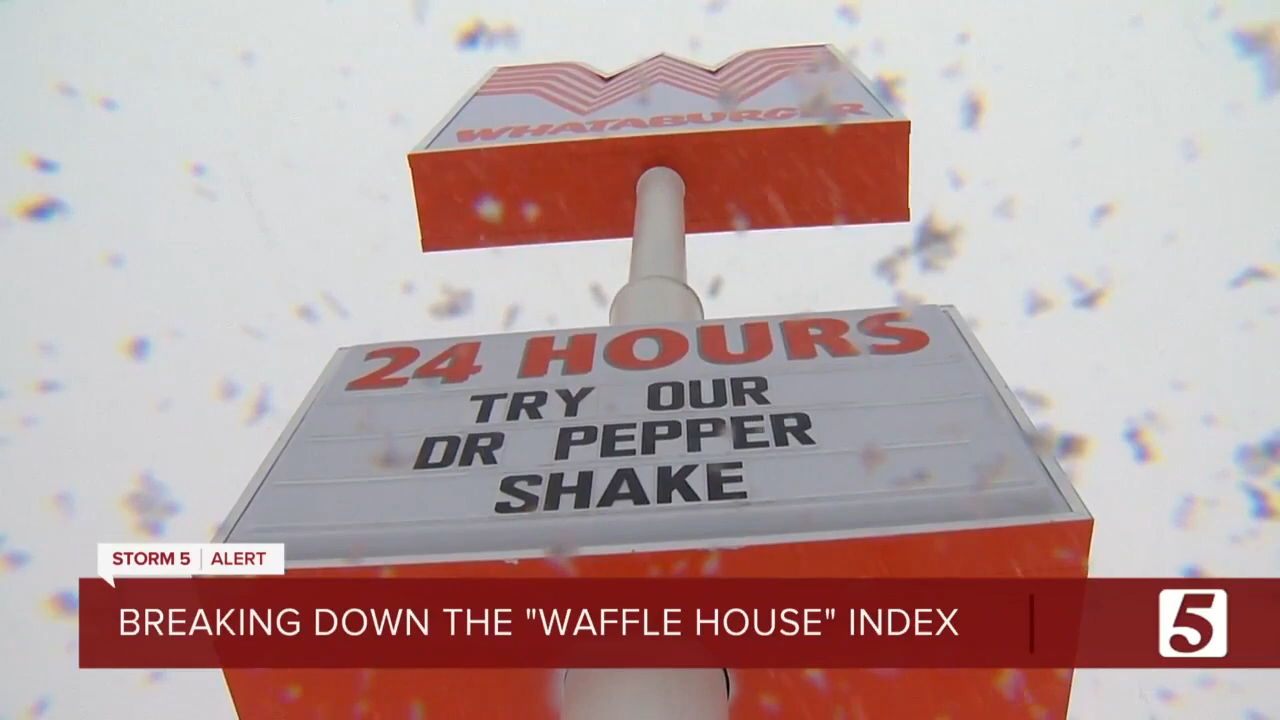 WHATABURGER
24 HOURS
TRY OUR
DR PEPPER
SHAKE
STORM 5 | ALERT
BREAKING DOWN THE "WAFFLE HOUSE" INDEX
5